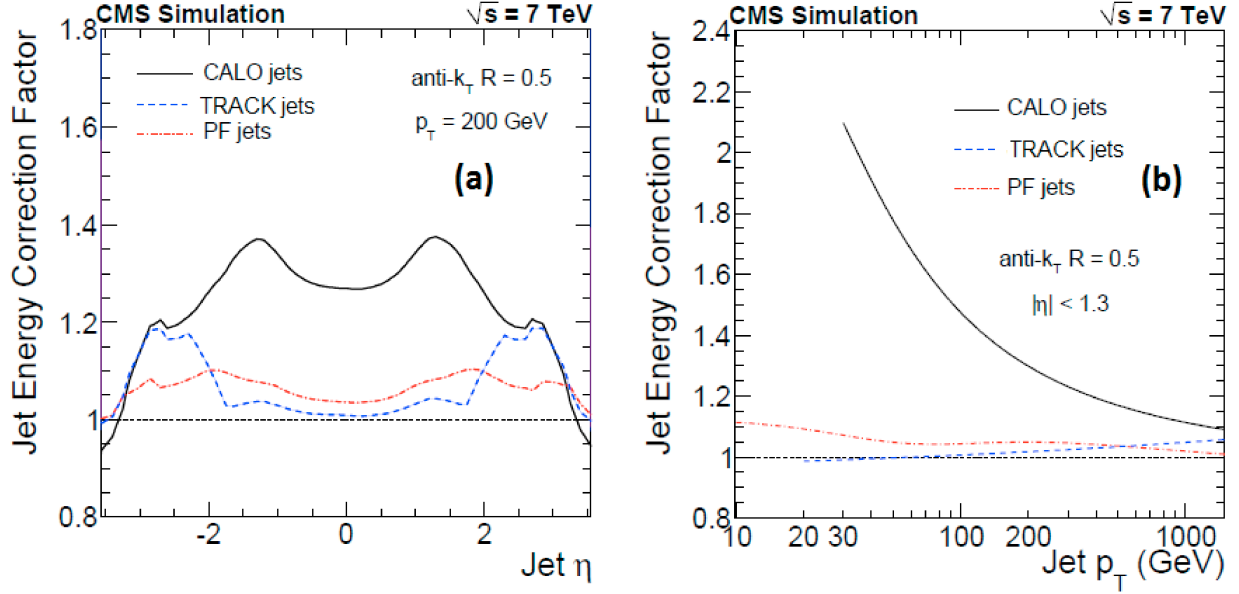 CMS Simulation √s = 7 TeV
Jet Energy Correction Factor
1.8
1.6
1.4
1.2
1
0.8
CALO jets
TRACK jets
PF jets
anti-k_T R = 0.5
p_T = 200 GeV
(a)
-2 0 2
Jet η
CMS Simulation √s = 7 TeV
Jet Energy Correction Factor
2.4
2.2
2
1.8
1.6
1.4
1.2
1
0.8
CALO jets
TRACK jets
PF jets
(b)
anti-k_T R = 0.5
|η| < 1.3
10 20 30 100 200 1000
Jet p_T (GeV)